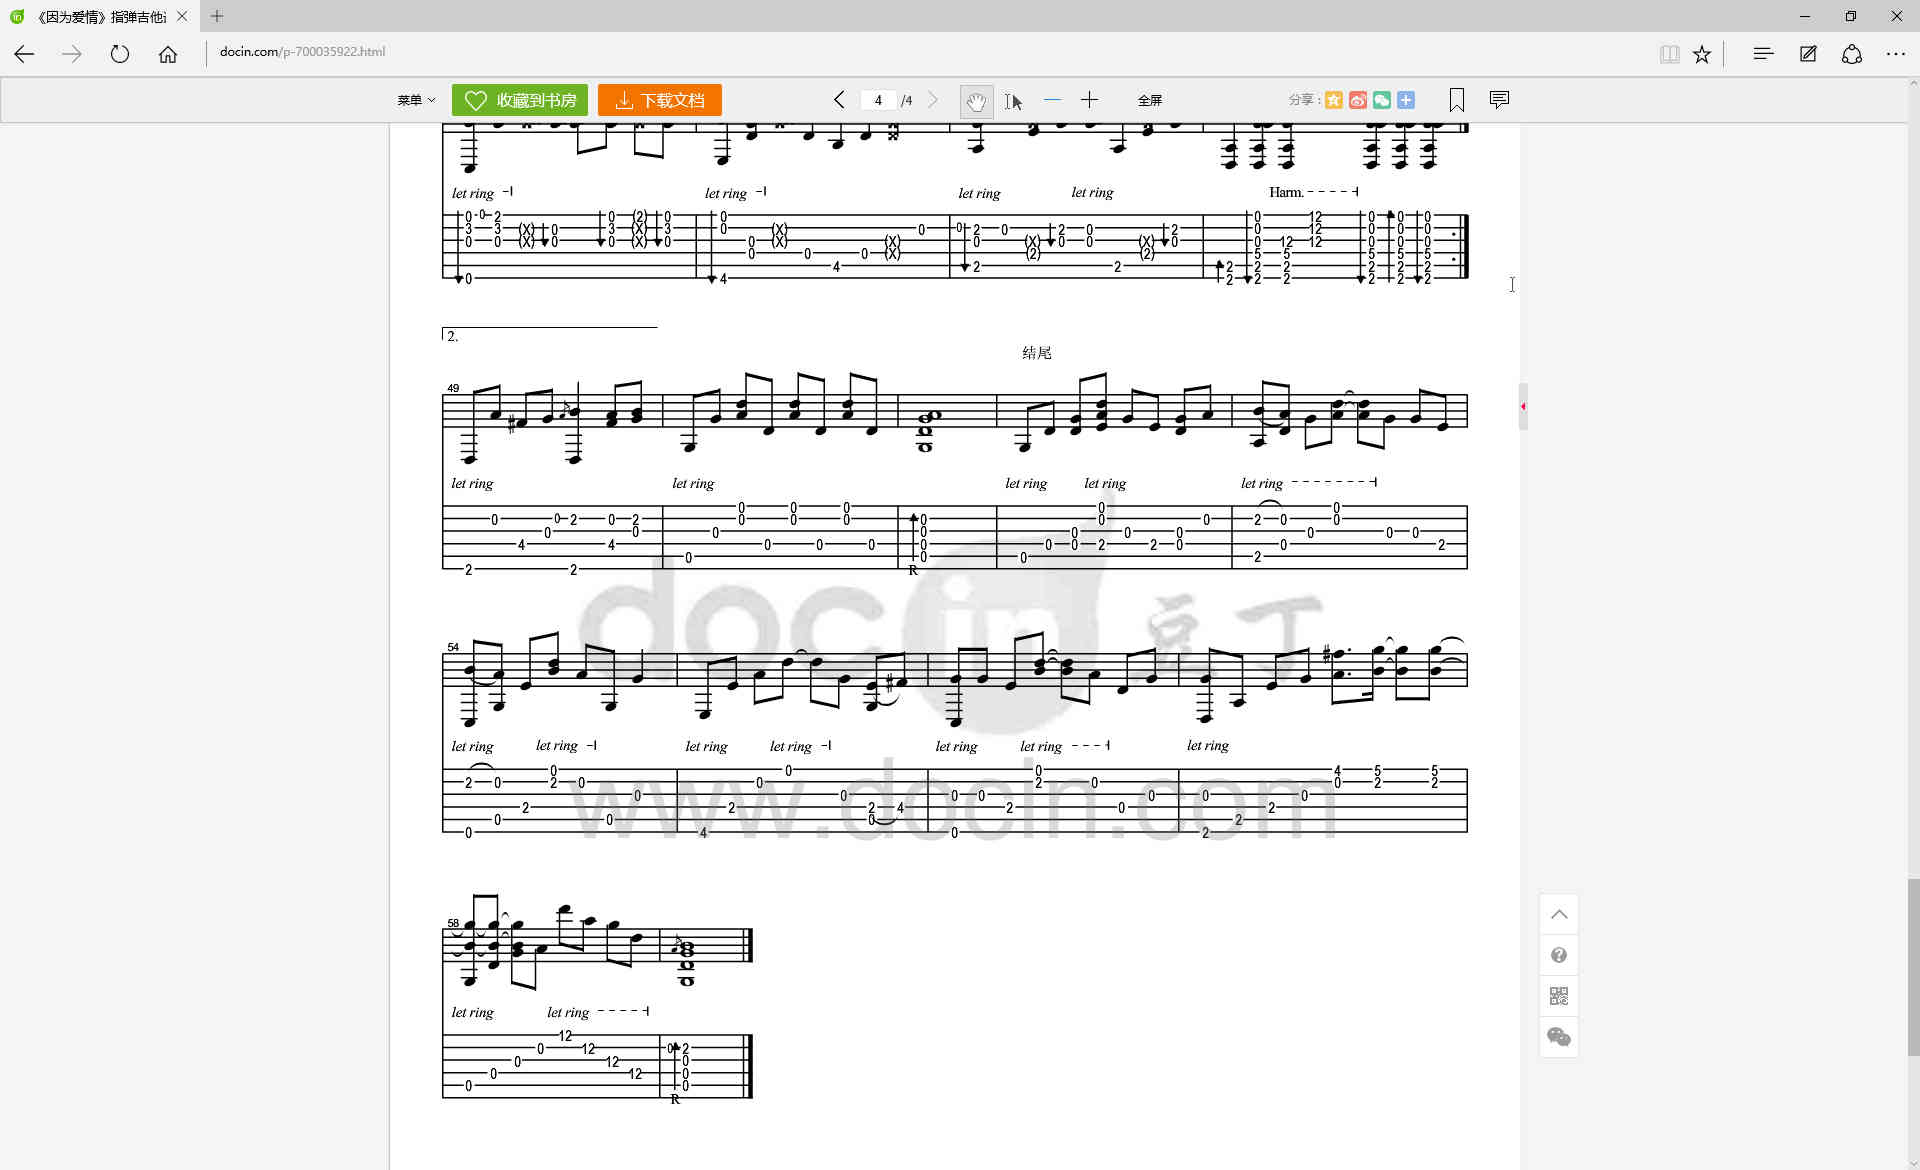 《因为爱情》指弹吉他
docin.com/p-700035922.html
菜单 收藏到书房 下载文档 4 /4 全屏 分享：
let ring let ring let ring let ring Harm.
2.
结尾
49
let ring let ring let ring let ring let ring
R
docin 豆丁
54
let ring let ring let ring let ring let ring let ring let ring
www.docin.com
58
let ring let ring
R